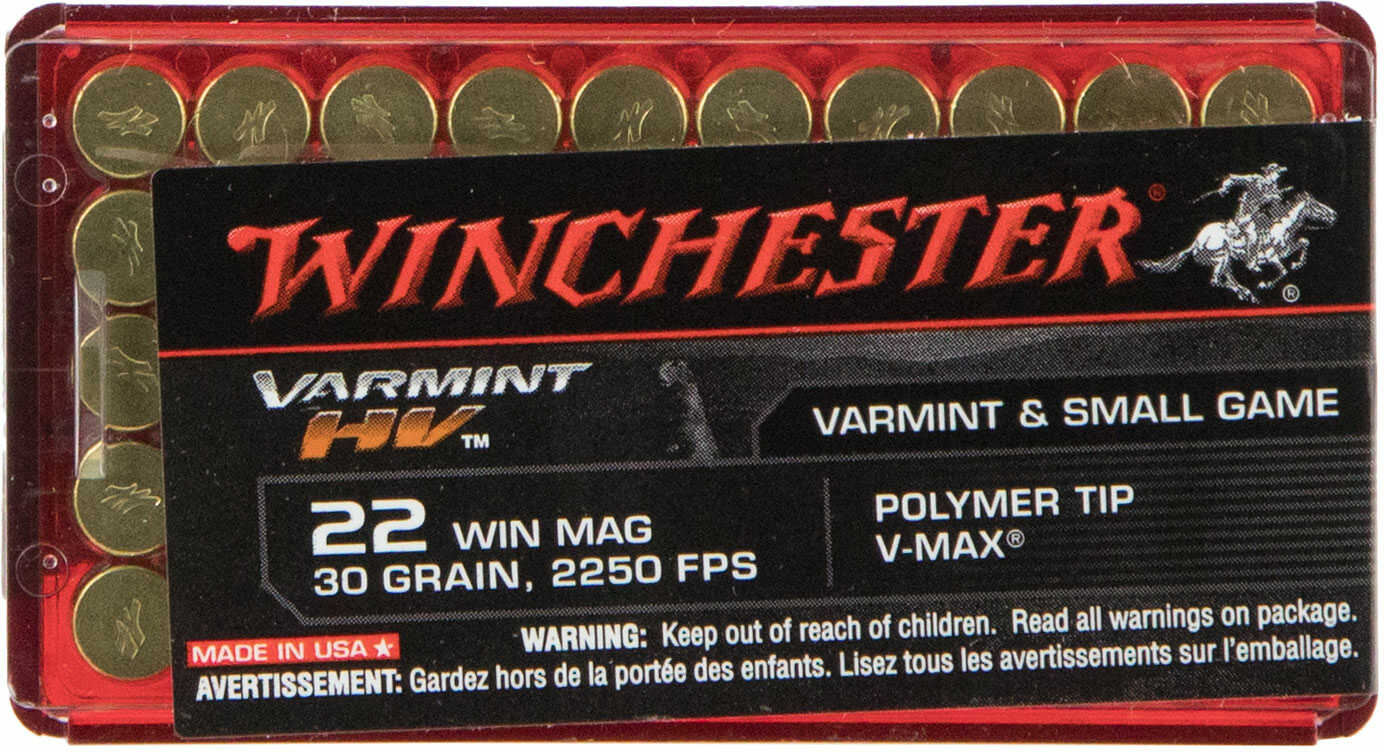 WINCHESTER®
®
VARMINT
HV™
VARMINT & SMALL GAME
22 WIN MAG
30 GRAIN, 2250 FPS
POLYMER TIP
V-MAX®
MADE IN USA
WARNING: Keep out of reach of children. Read all warnings on package.
AVERTISSEMENT: Gardez hors de la portée des enfants. Lisez tous les avertissements sur l'emballage.